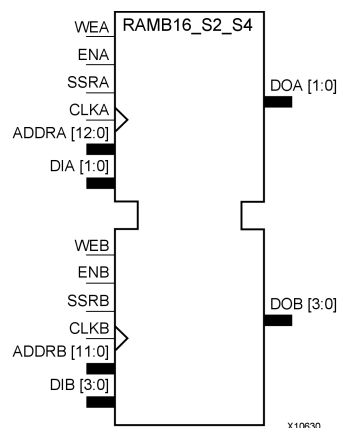 RAMB16_S2_S4
WEA
ENA
SSRA
CLKA
ADDRA [12:0]
DIA [1:0]
DOA [1:0]
WEB
ENB
SSRB
CLKB
ADDRB [11:0]
DIB [3:0]
DOB [3:0]
X10630